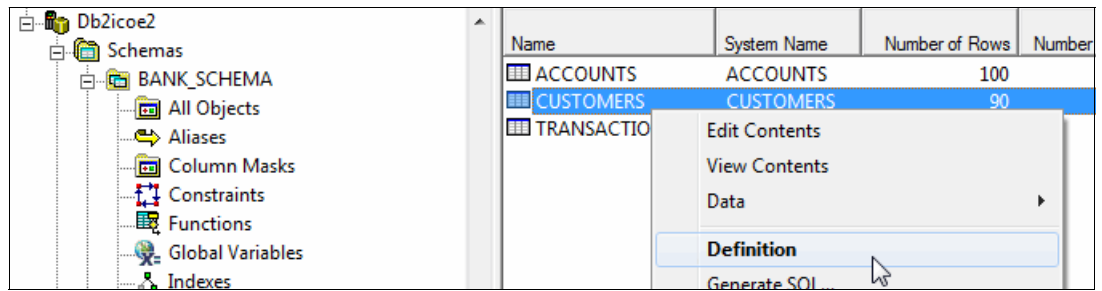 Db2icoe2
Schemas
BANK_SCHEMA
All Objects
Aliases
Column Masks
Constraints
Functions
Global Variables
Indexes
Name System Name Number of Rows Number
ACCOUNTS ACCOUNTS 100
CUSTOMERS CUSTOMERS 90
TRANSACTIO
Edit Contents
View Contents
Data
Definition
Generate SQL...